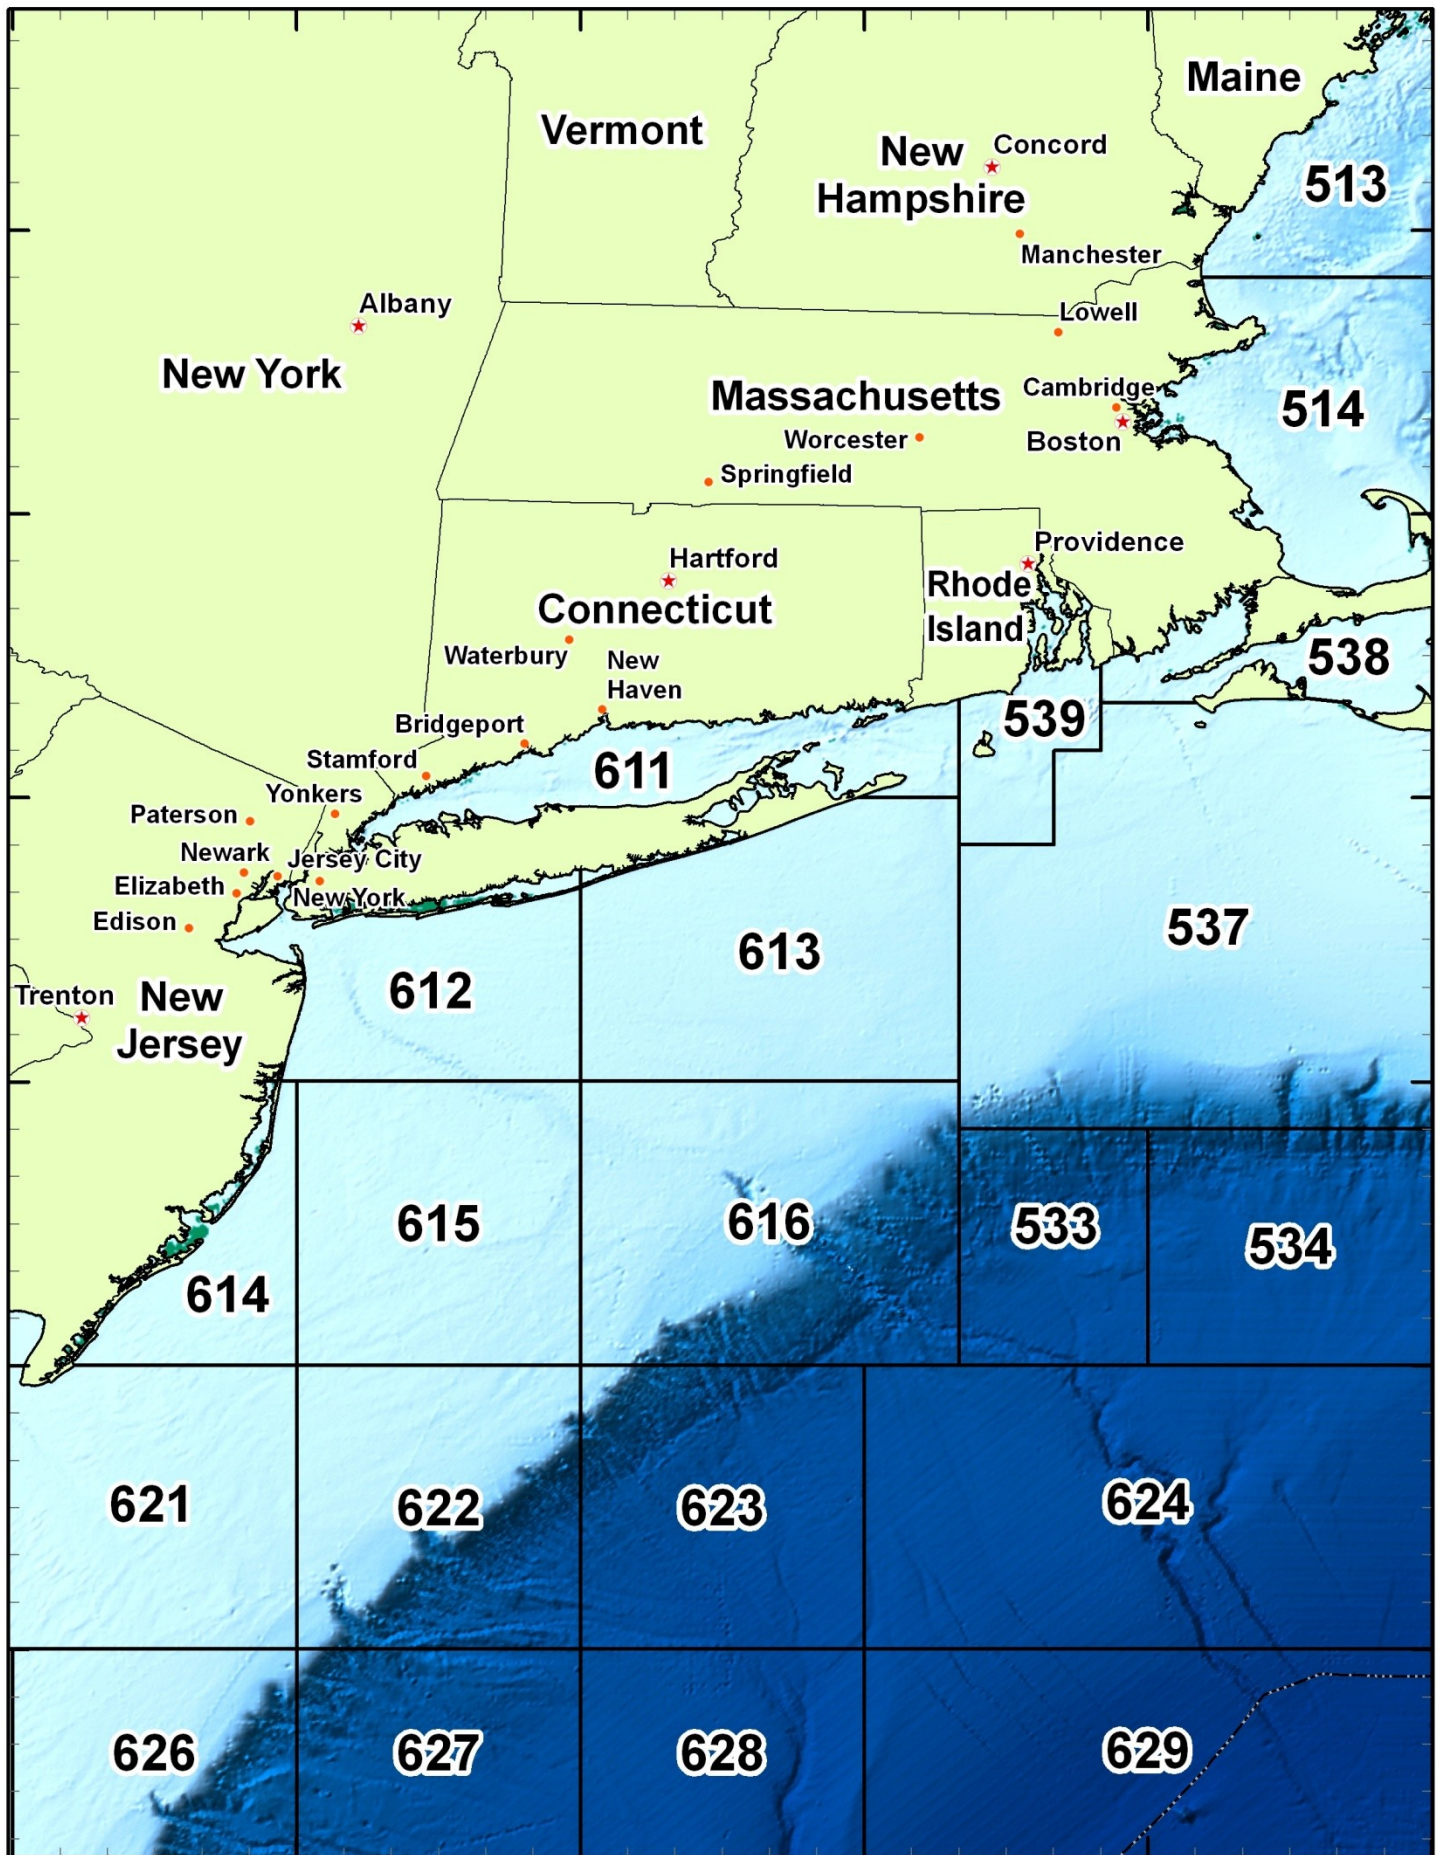 Maine
Vermont
New
Hampshire
Concord
513
Manchester
Albany
Lowell
New York
Massachusetts
Cambridge
514
Worcester
Boston
Springfield
Providence
Hartford
Rhode
Island
Connecticut
Waterbury
New
Haven
538
539
Bridgeport
Stamford
611
Yonkers
Paterson
Newark
Jersey City
Elizabeth
New York
Edison
537
613
612
Trenton
New
Jersey
615
616
533
534
614
621
622
623
624
626
627
628
629